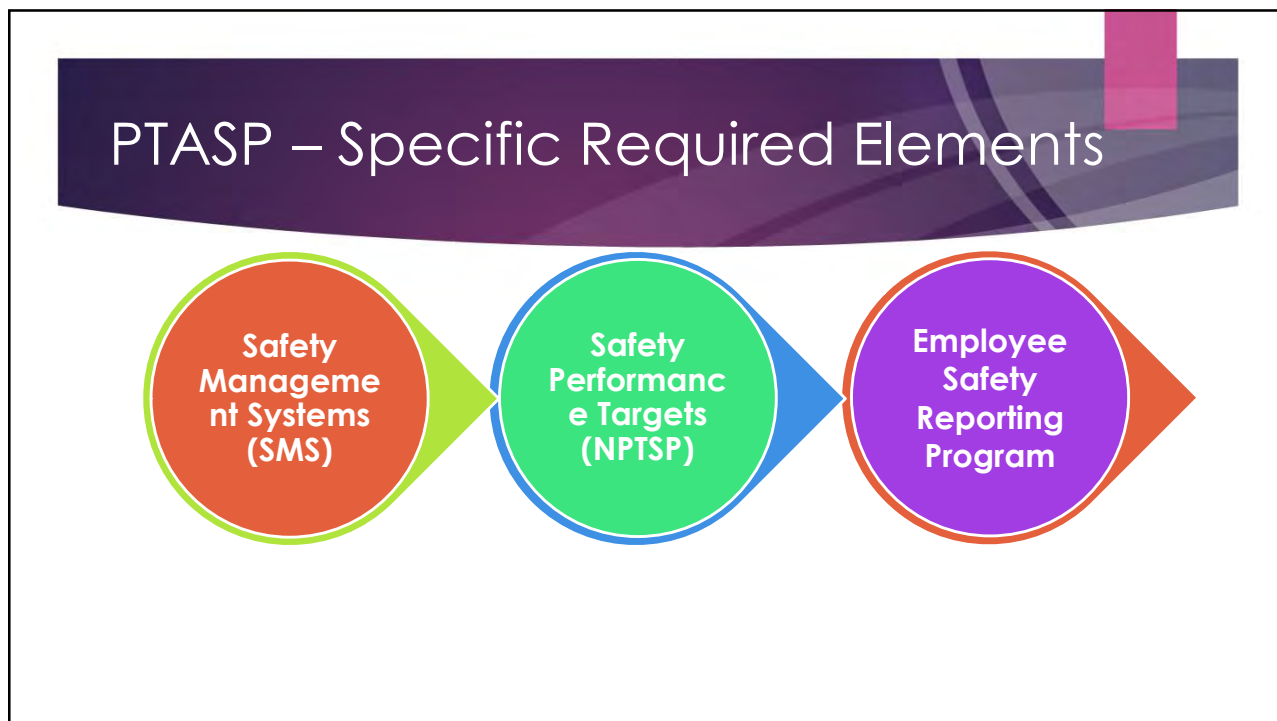 PTASP – Specific Required Elements
Safety
Manageme
nt Systems
(SMS)
Safety
Performanc
e Targets
(NPTSP)
Employee
Safety
Reporting
Program